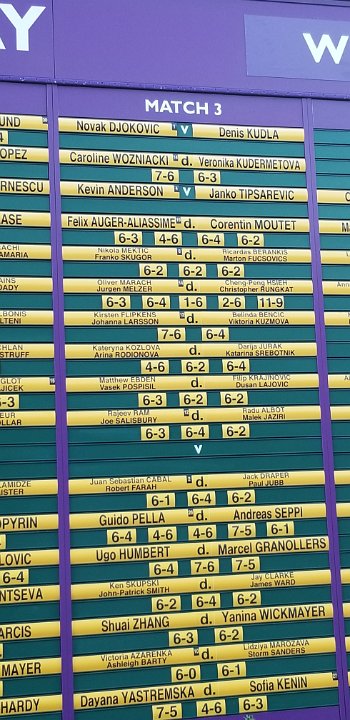 AY
W
MATCH 3
Novak DJOKOVIC 1 V Denis KUDLA
Caroline WOZNIACKI d. Veronika KUDERMETOVA
7-6 6-3
Kevin ANDERSON V Janko TIPSAREVIC
Felix AUGER-ALIASSIME d. Corentin MOUTET
6-3 4-6 6-4 6-2
Nikola MEKTIC d. Ricardas BERANKIS
Franko SKUGOR Marton FUCSOVICS
6-2 6-2 6-2
Oliver MARACH d. Cheng-Peng HSIEH
Jurgen MELZER Christopher RUNGKAT
6-3 6-4 1-6 2-6 11-9
Kirsten FLIPKENS d. Belinda BENCIC
Johanna LARSSON Viktoria KUZMOVA
7-6 6-4
Kateryna KOZLOVA d. Darija JURAK
Arina RODIONOVA Katarina SREBOTNIK
4-6 6-2 6-4
Matthew EBDEN d. Filip KRAJINOVIC
Vasek POSPISIL Dusan LAJOVIC
6-3 6-2 6-2
Rajeev RAM d. Radu ALBOT
Joe SALISBURY Malek JAZIRI
6-3 6-4 6-2
V
Juan Sebastian CABAL d. Jack DRAPER
Robert FARAH Paul JUBB
6-1 6-4 6-2
Guido PELLA d. Andreas SEPPI
6-4 4-6 4-6 7-5 6-1
Ugo HUMBERT d. Marcel GRANOLLERS
6-4 7-6 7-5
Ken SKUPSKI d. Jay CLARKE
John-Patrick SMITH James WARD
6-2 6-4 6-2
Shuai ZHANG d. Yanina WICKMAYER
6-3 6-2
Victoria AZARENKA d. Lidziya MAROZAVA
Ashleigh BARTY Storm SANDERS
6-0 6-1
Dayana YASTREMSKA d. Sofia KENIN
7-5 4-6 6-3